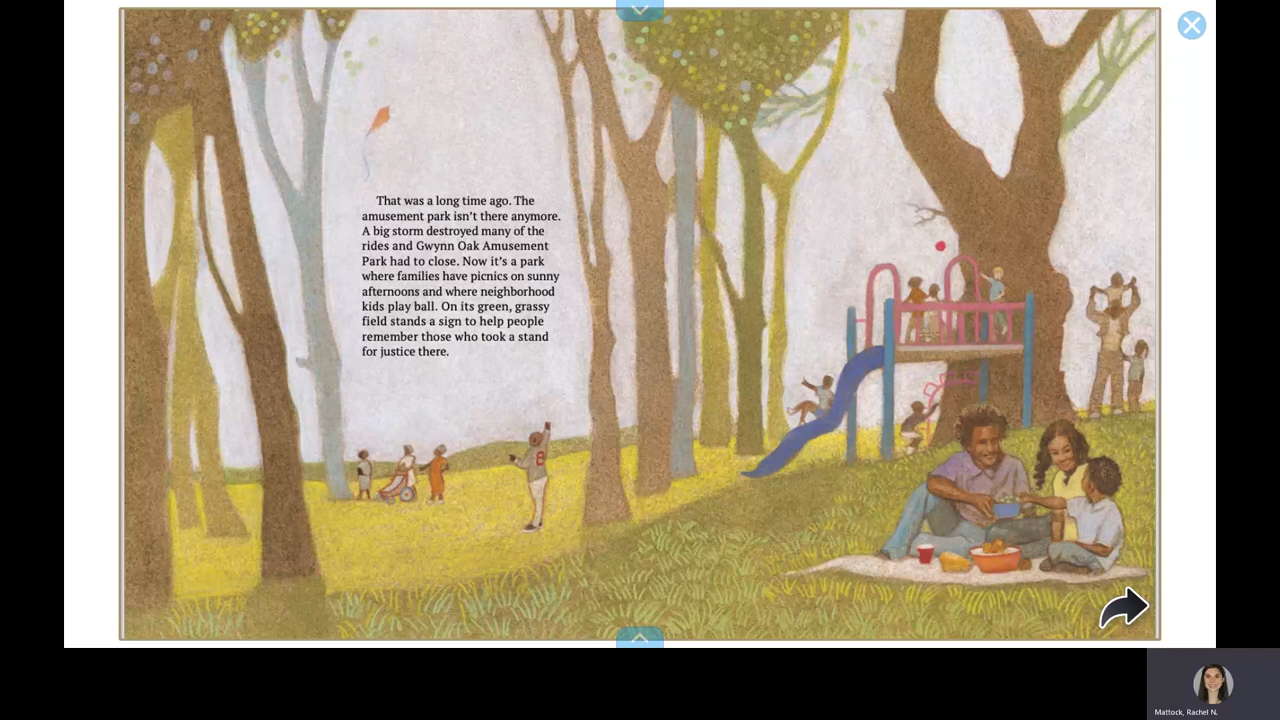 That was a long time ago. The
amusement park isn't there anymore.
A big storm destroyed many of the
rides and Gwynn Oak Amusement
Park had to close. Now it's a park
where families have picnics on sunny
afternoons and where neighborhood
kids play ball. On its green, grassy
field stands a sign to help people
remember those who took a stand
for justice there.
8
Mattock, Rachel N.